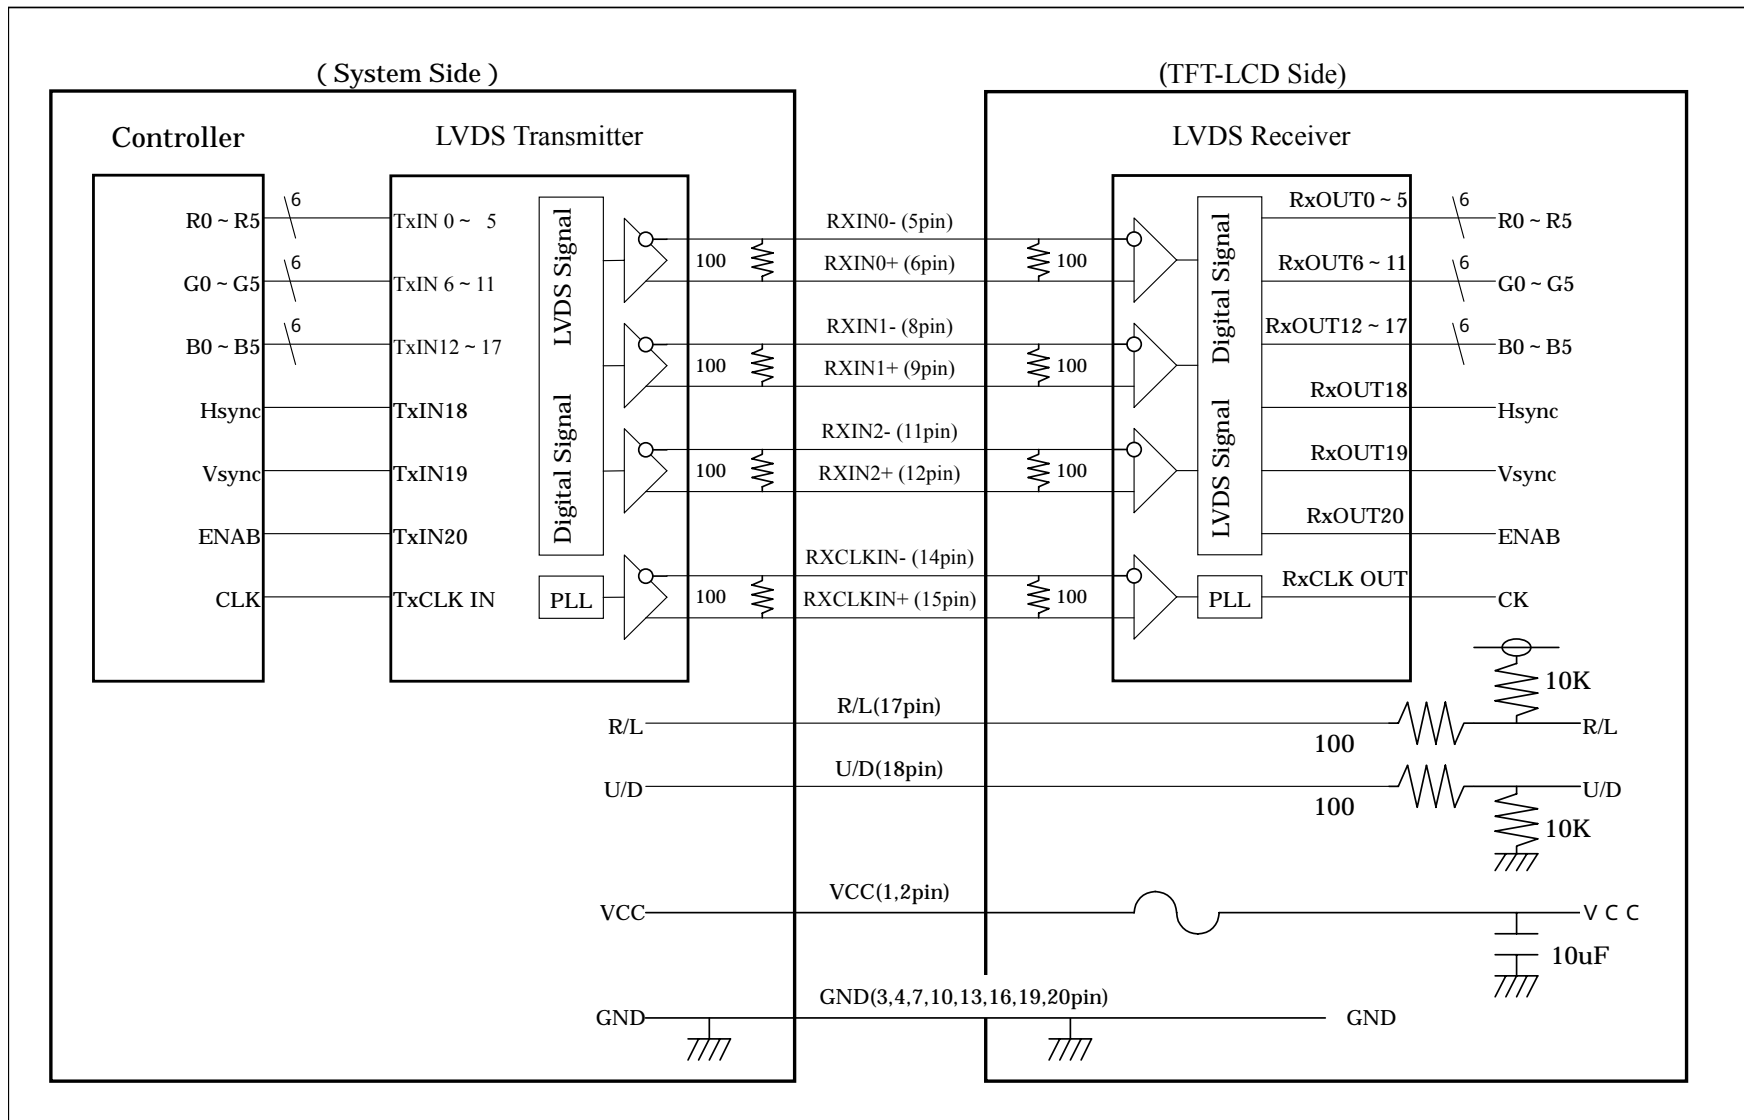 ( System Side )
(TFT-LCD Side)
Controller
LVDS Transmitter
LVDS Receiver
R0 ~ R5
6
TxIN 0 ~ 5
G0 ~ G5
6
TxIN 6 ~ 11
B0 ~ B5
6
TxIN12 ~ 17
Hsync
TxIN18
Vsync
TxIN19
ENAB
TxIN20
CLK
TxCLK IN
Digital Signal LVDS Signal
PLL
100
100
100
100
RXIN0- (5pin)
RXIN0+ (6pin)
RXIN1- (8pin)
RXIN1+ (9pin)
RXIN2- (11pin)
RXIN2+ (12pin)
RXCLKIN- (14pin)
RXCLKIN+ (15pin)
100
100
100
100
LVDS Signal Digital Signal
PLL
RxOUT0 ~ 5
6
R0 ~ R5
RxOUT6 ~ 11
6
G0 ~ G5
RxOUT12 ~ 17
6
B0 ~ B5
RxOUT18
Hsync
RxOUT19
Vsync
RxOUT20
ENAB
RxCLK OUT
CK
10K
R/L
R/L(17pin)
100
R/L
U/D
U/D(18pin)
100
U/D
10K
VCC
VCC(1,2pin)
V C C
10uF
GND
GND(3,4,7,10,13,16,19,20pin)
GND